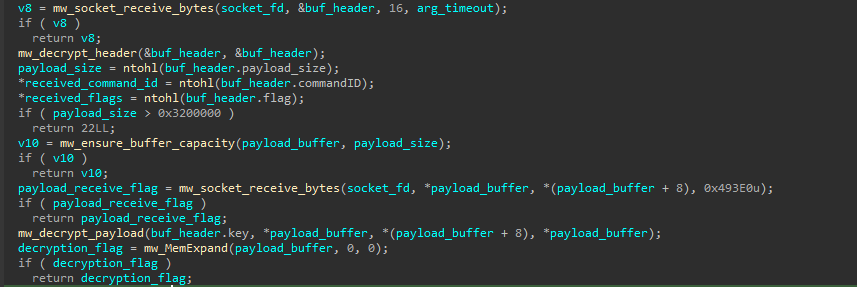 v8 = mw_socket_receive_bytes(socket_fd, &buf_header, 16, arg_timeout);
if ( v8 )
return v8;
mw_decrypt_header(&buf_header, &buf_header);
payload_size = ntohl(buf_header.payload_size);
*received_command_id = ntohl(buf_header.commandID);
*received_flags = ntohl(buf_header.flag);
if ( payload_size > 0x3200000 )
return 22LL;
v10 = mw_ensure_buffer_capacity(payload_buffer, payload_size);
if ( v10 )
return v10;
payload_receive_flag = mw_socket_receive_bytes(socket_fd, *payload_buffer, *(payload_buffer + 8), 0x493E0u);
if ( payload_receive_flag )
return payload_receive_flag;
mw_decrypt_payload(buf_header.key, *payload_buffer, *(payload_buffer + 8), *payload_buffer);
decryption_flag = mw_MemExpand(payload_buffer, 0, 0);
if ( decryption_flag )
return decryption_flag;